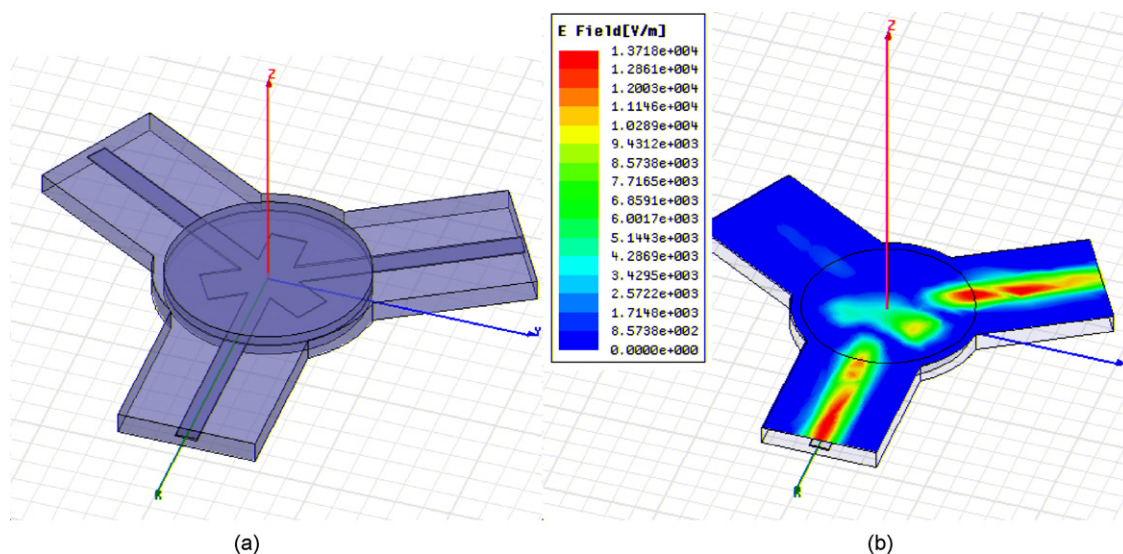 Z
Y
X
(a)
E Field[V/m]
1.3718e+004
1.2861e+004
1.2003e+004
1.1146e+004
1.0289e+004
9.4312e+003
8.5738e+003
7.7165e+003
6.8591e+003
6.0017e+003
5.1443e+003
4.2869e+003
3.4295e+003
2.5722e+003
1.7148e+003
8.5738e+002
0.0000e+000
Z
X
(b)